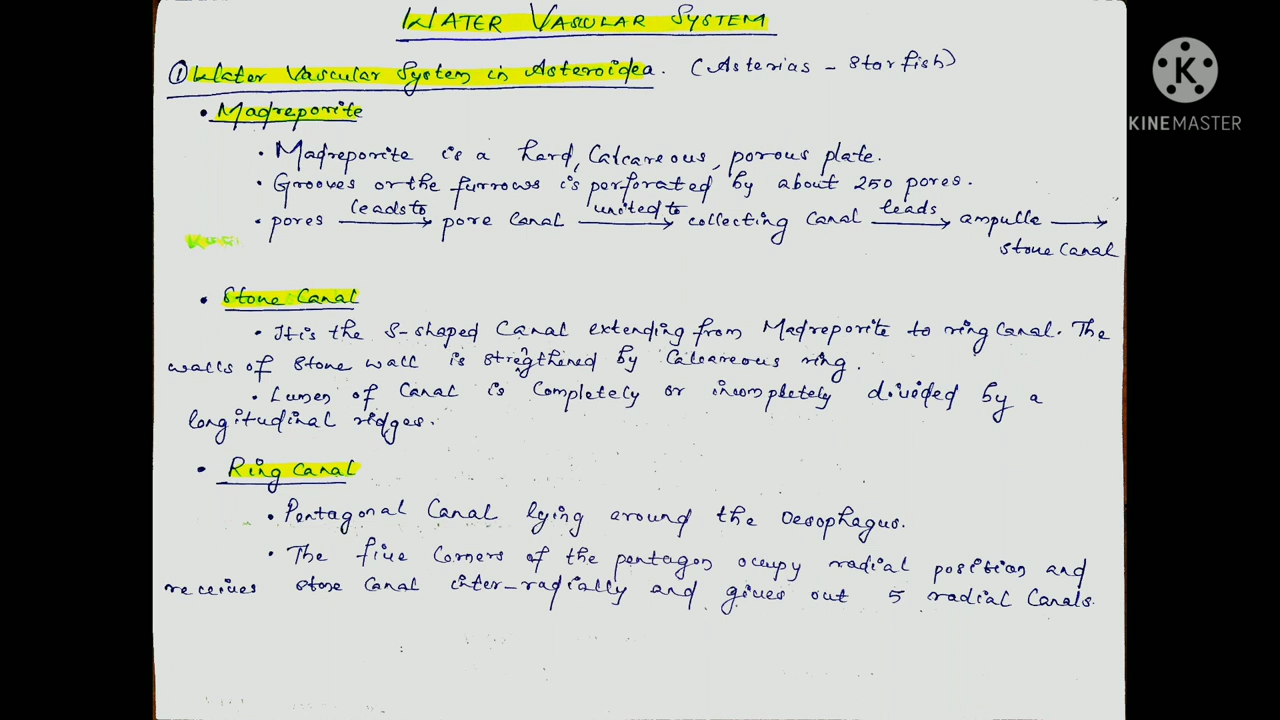 WATER VASCULAR SYSTEM
① Water Vascular System in Asteroidea. (Asterias - Starfish)
K
KINEMASTER
• Madreporite
• Madreporite is a hard, Calcareous, porous plate.
• Grooves or the furrows is perforated by about 250 pores.
leads to united to leads
• pores → pore Canal → collecting Canal → ampulle →
stone Canal
• Stone Canal
• It is the S-shaped Canal extending from Madreporite to ring Canal. The
walls of stone wall is stregthined by Calcareous ring.
• Lumen of Canal is Completely or incompletely divided by a
longitudinal ridges.
• Ring Canal
• Pentagonal Canal lying around the Oesophagus.
• The five Corners of the pentagon occupy radial position and
receives stone Canal inter-radially and gives out 5 radial Canals.